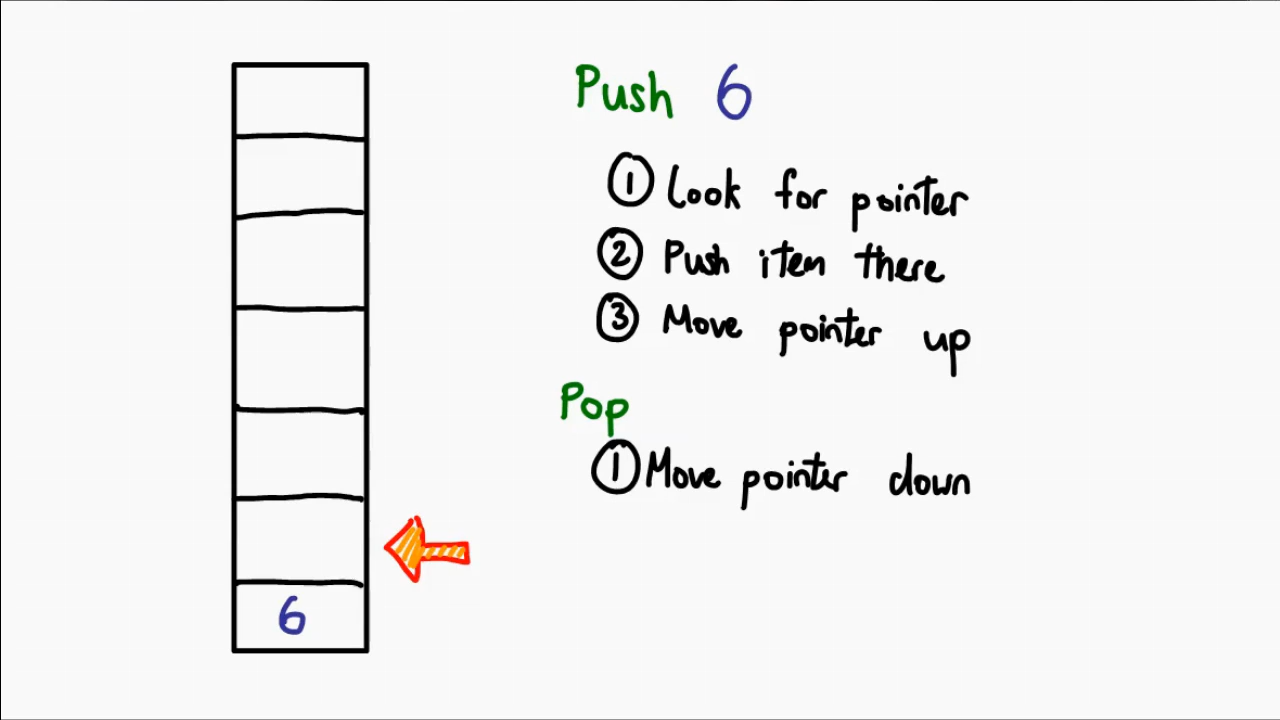 Push 6
① Look for pointer
② Push item there
③ Move pointer up
Pop
① Move pointer down
6